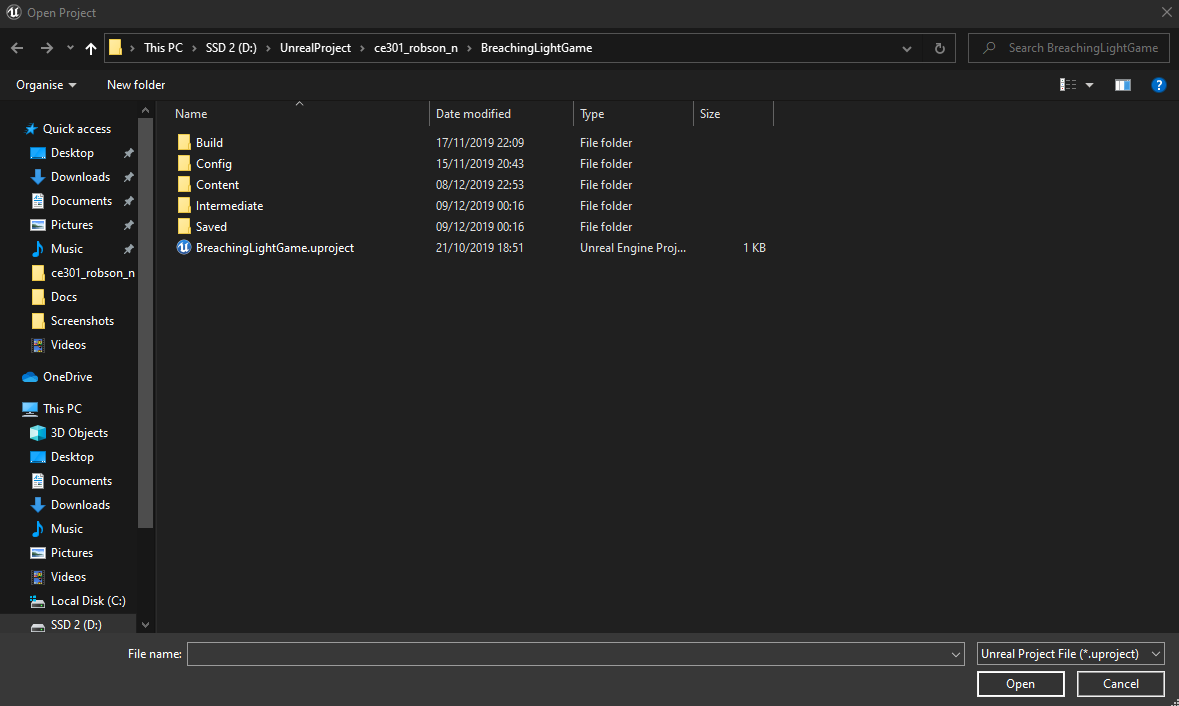 Open Project
This PC > SSD 2 (D:) > UnrealProject > ce301_robson_n > BreachingLightGame
Search BreachingLightGame
Organise
New folder
Quick access
Desktop
Downloads
Documents
Pictures
Music
ce301_robson_n
Docs
Screenshots
Videos
OneDrive
This PC
3D Objects
Desktop
Documents
Downloads
Music
Pictures
Videos
Local Disk (C:)
SSD 2 (D:)
Name Date modified Type Size
Build 17/11/2019 22:09 File folder
Config 15/11/2019 20:43 File folder
Content 08/12/2019 22:53 File folder
Intermediate 09/12/2019 00:16 File folder
Saved 09/12/2019 00:16 File folder
BreachingLightGame.uproject 21/10/2019 18:51 Unreal Engine Proj... 1 KB
File name:
Unreal Project File (*.uproject)
Open
Cancel